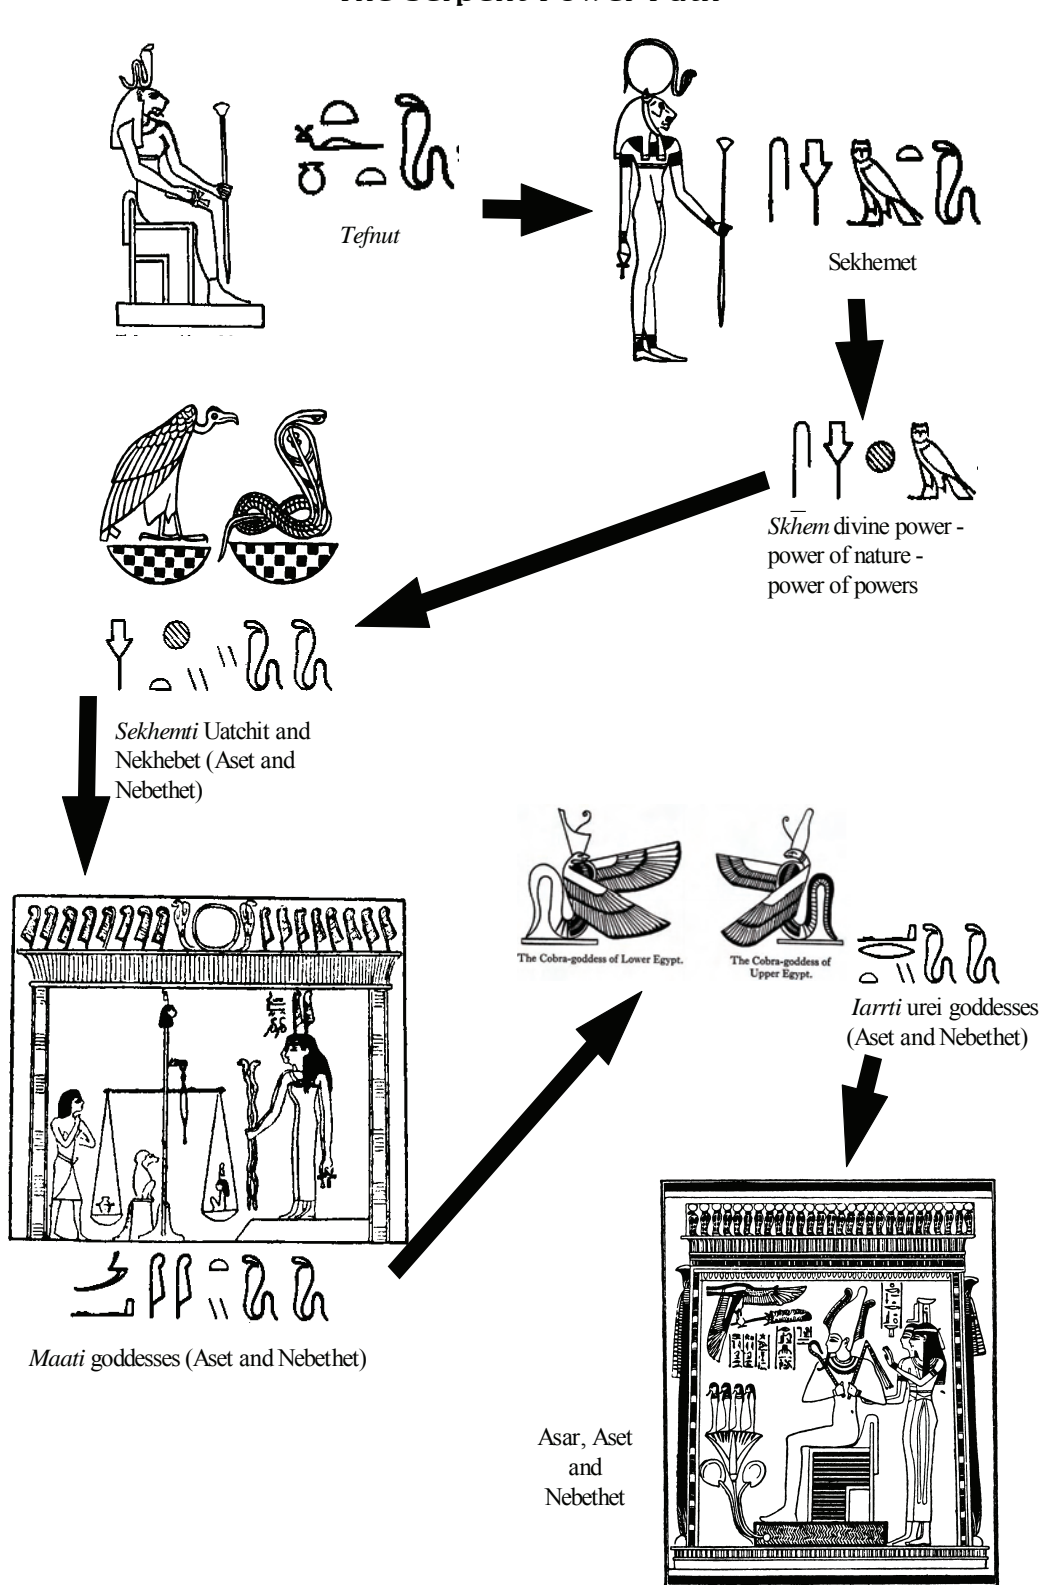 The Serpent Power Path
Tefnut
Sekhemet
Skhem divine power -
power of nature -
power of powers
Sekhemti Uatchit and
Nekhebet (Aset and
Nebethet)
The Cobra-goddess of Lower Egypt.
The Cobra-goddess of
Upper Egypt.
Iarrti urei goddesses
(Aset and Nebethet)
Maati goddesses (Aset and Nebethet)
Asar, Aset
and
Nebethet